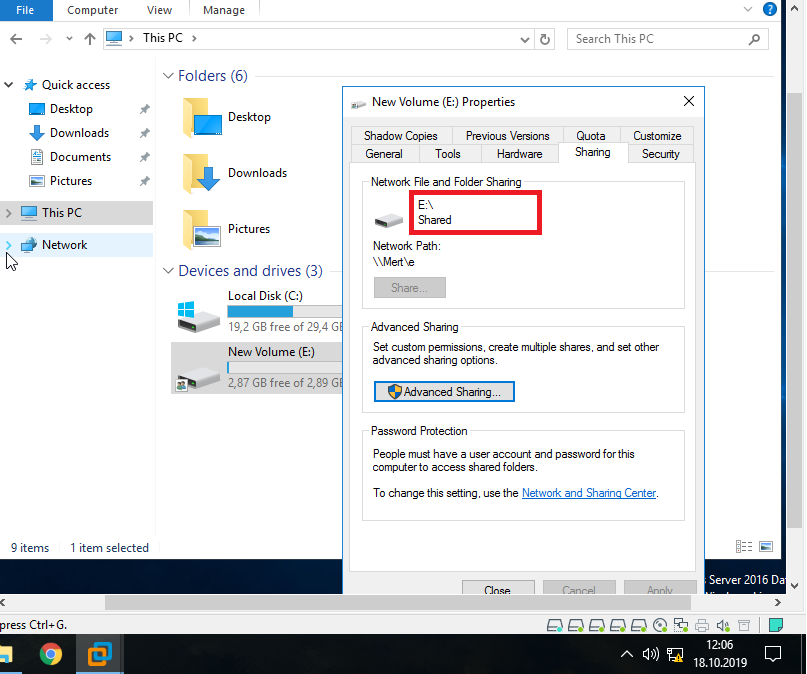 File
Computer
View
Manage
This PC
Search This PC
Quick access
Desktop
Downloads
Documents
Pictures
This PC
Network
Folders (6)
Desktop
Downloads
Pictures
Devices and drives (3)
Local Disk (C:)
19,2 GB free of 29,4 GB
New Volume (E:)
2,87 GB free of 2,89 GB
9 items
1 item selected
New Volume (E:) Properties
Shadow Copies
Previous Versions
Quota
Customize
General
Tools
Hardware
Sharing
Security
Network File and Folder Sharing
E:\
Shared
Network Path:
\\Mert\e
Share...
Advanced Sharing
Set custom permissions, create multiple shares, and set other
advanced sharing options.
Advanced Sharing...
Password Protection
People must have a user account and password for this
computer to access shared folders.
To change this setting, use the Network and Sharing Center.
Close
Cancel
Apply
Server 2016 Dat
press Ctrl+G.
12:06
18.10.2019